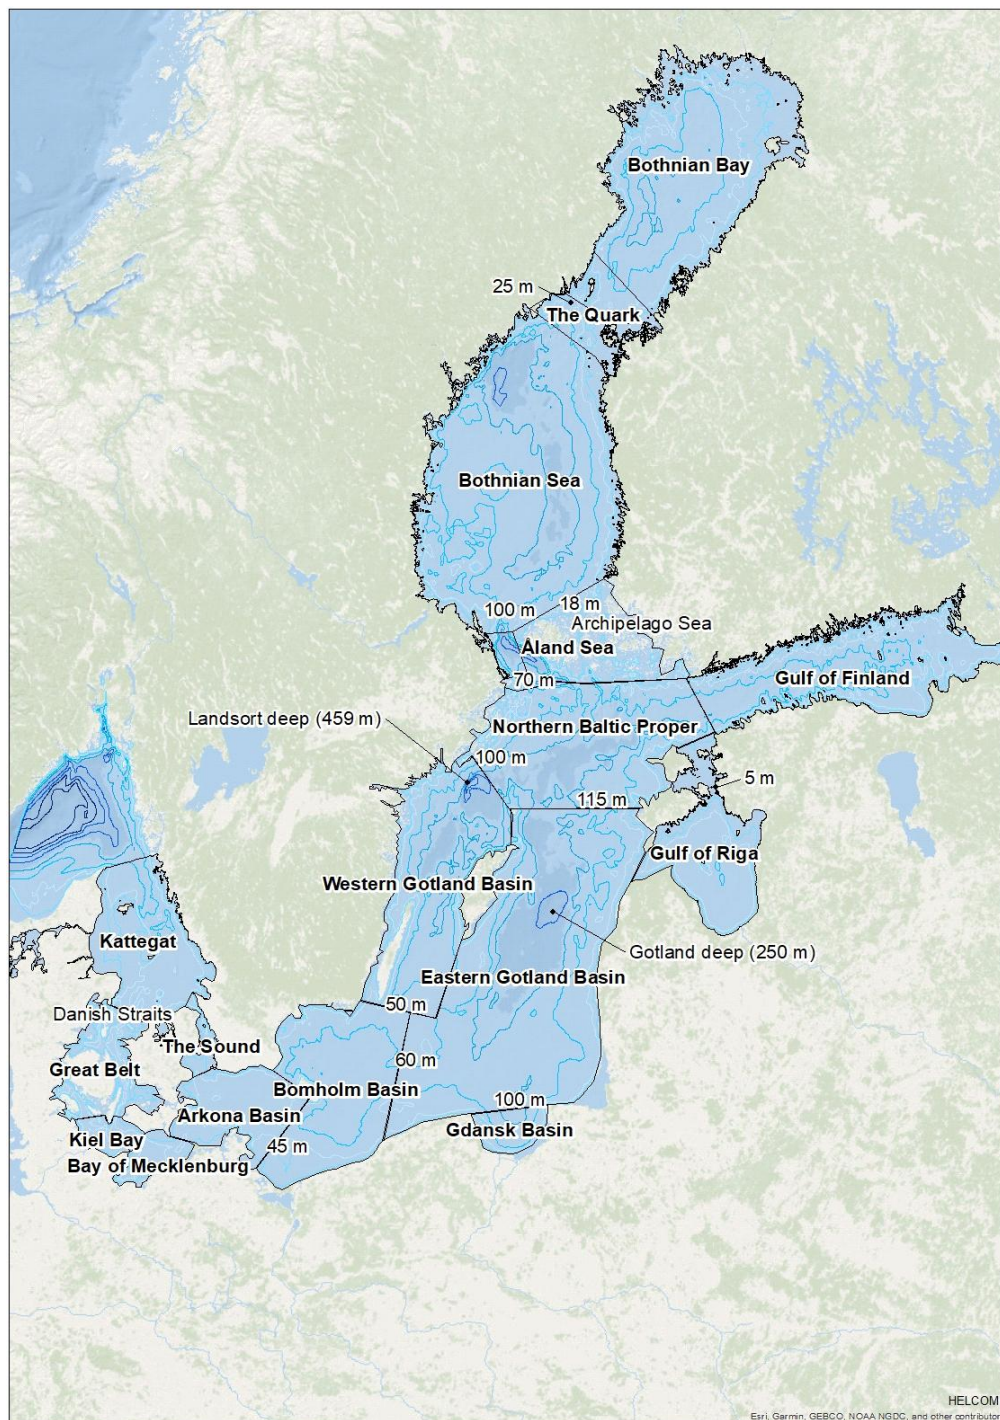 Bothnian Bay
25 m
The Quark
Bothnian Sea
100 m
18 m
Archipelago Sea
Åland Sea
70 m
Gulf of Finland
Landsort deep (459 m)
Northern Baltic Proper
100 m
5 m
115 m
Gulf of Riga
Western Gotland Basin
Kattegat
Gotland deep (250 m)
Eastern Gotland Basin
50 m
Danish Straits
The Sound
60 m
Great Belt
Bornholm Basin
100 m
Arkona Basin
Gdansk Basin
Kiel Bay
45 m
Bay of Mecklenburg
HELCOM
Esri, Garmin, GEBCO, NOAA NGDC, and other contributor